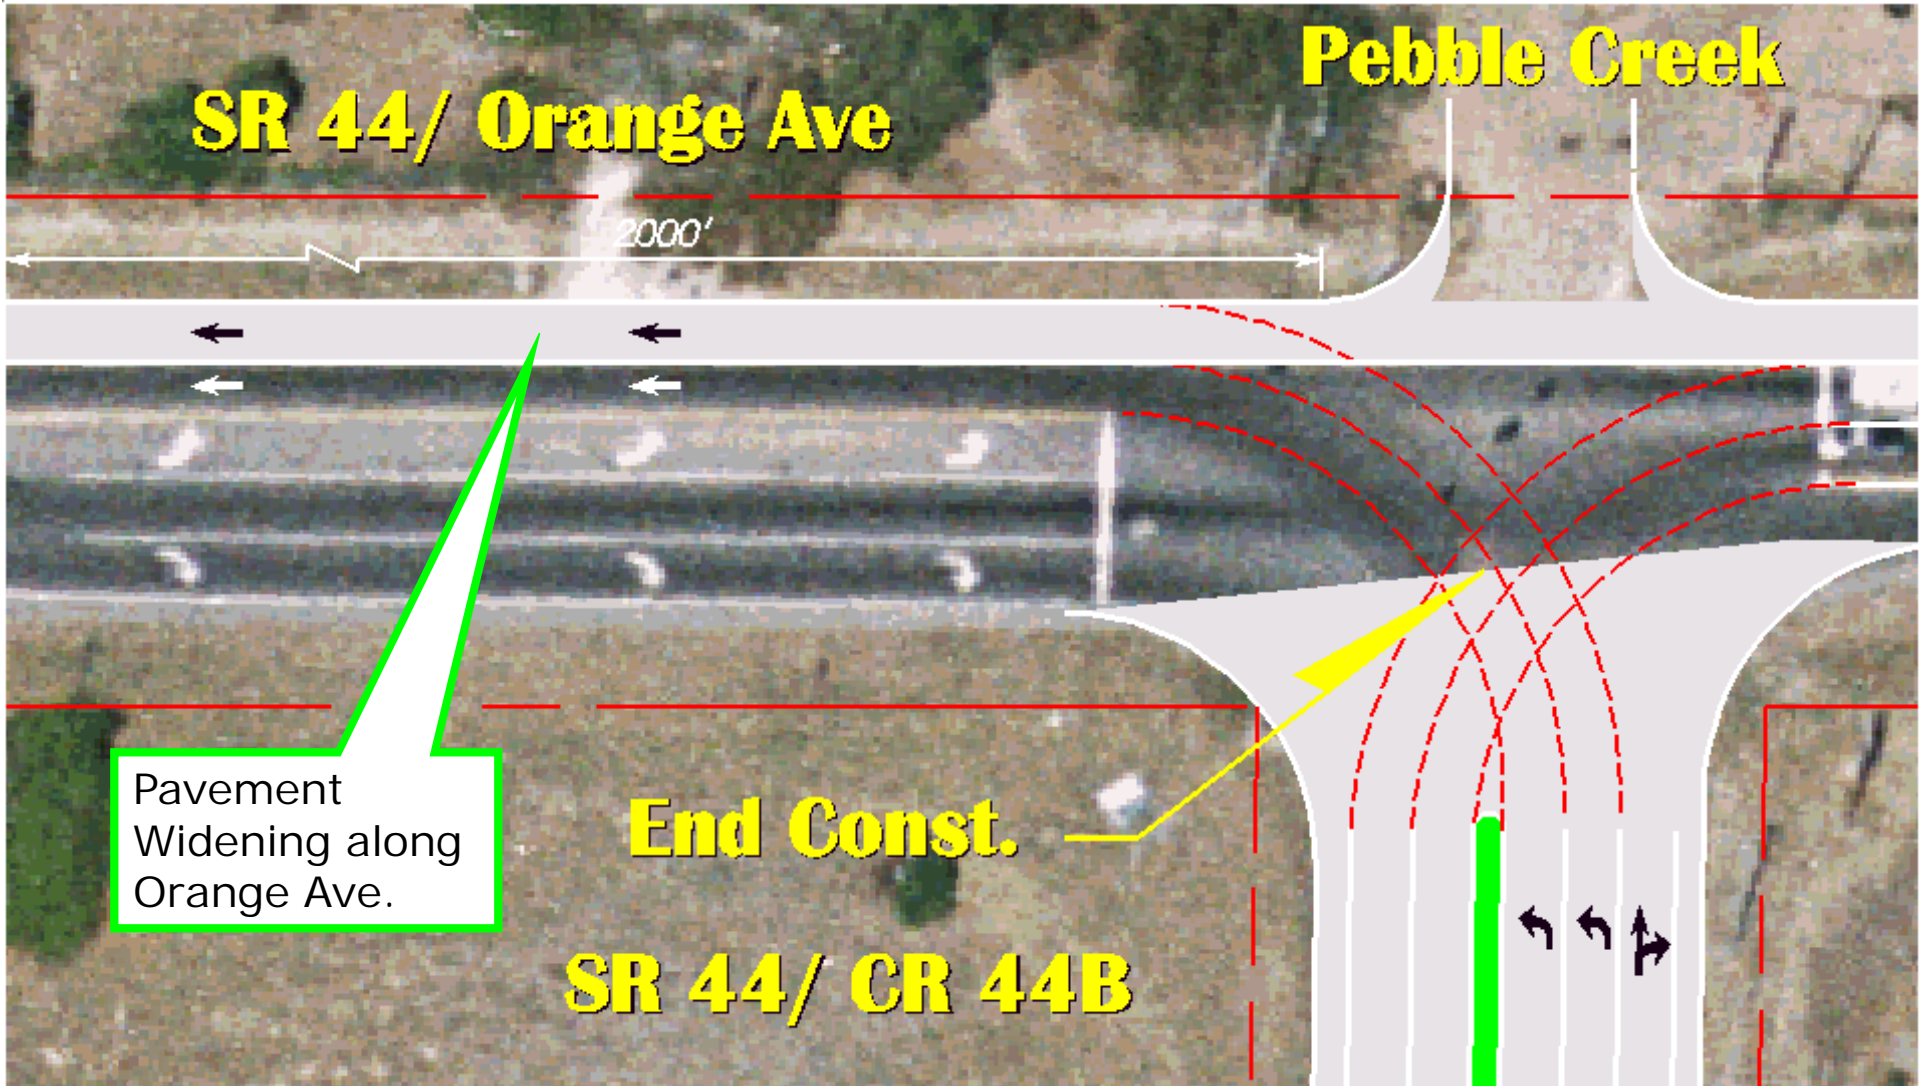 Pebble Creek
SR 44/ Orange Ave
2000'
Pavement
Widening along
Orange Ave.
End Const.
SR 44/ CR 44B